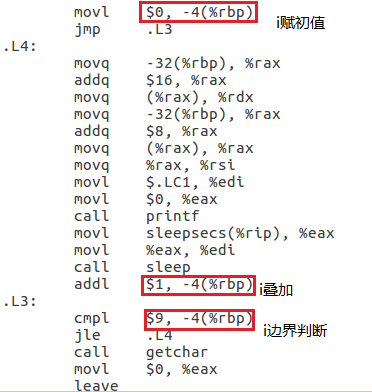 movl $0, -4(%rbp) i赋初值
jmp .L3
.L4:
movq -32(%rbp), %rax
addq $16, %rax
movq (%rax), %rdx
movq -32(%rbp), %rax
addq $8, %rax
movq (%rax), %rax
movq %rax, %rsi
movl $.LC1, %edi
movl $0, %eax
call printf
movl sleepsecs(%rip), %eax
movl %eax, %edi
call sleep
addl $1, -4(%rbp) i叠加
.L3:
cmpl $9, -4(%rbp) i边界判断
jle .L4
call getchar
movl $0, %eax
leave